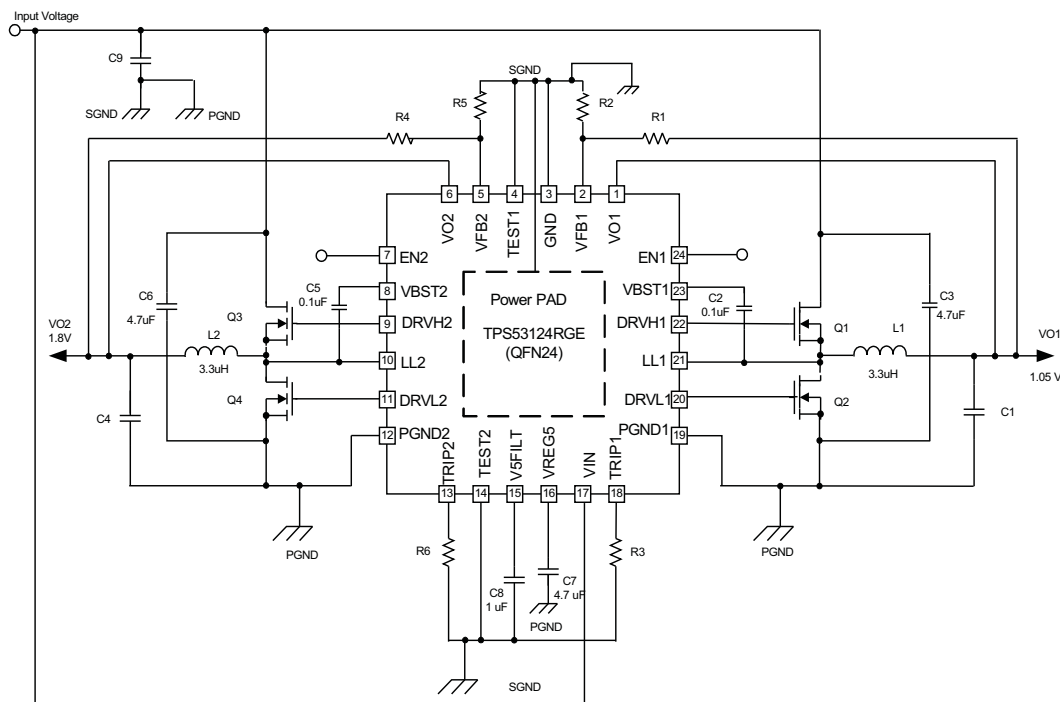 Input Voltage
C9
SGND
PGND
SGND
R5
R2
R4
R1
6
5
4
3
2
1
VO2
VFB2
TEST1
GND
VFB1
VO1
7
EN2
EN1
24
C6
4.7uF
C5
0.1uF
8
VBST2
VBST1
23
C2
0.1uF
C3
4.7uF
Power PAD
TPS53124RGE
(QFN24)
Q3
9
DRVH2
DRVH1
22
Q1
VO2
1.8V
L2
3.3uH
10
LL2
LL1
21
L1
3.3uH
VO1
1.05 V
Q4
11
DRVL2
DRVL1
20
Q2
C4
C1
12
PGND2
PGND1
19
TRIP2
TEST2
V5FILT
VREG5
VIN
TRIP1
13
14
15
16
17
18
PGND
PGND
R6
R3
C8
1 uF
C7
4.7 uF
PGND
SGND